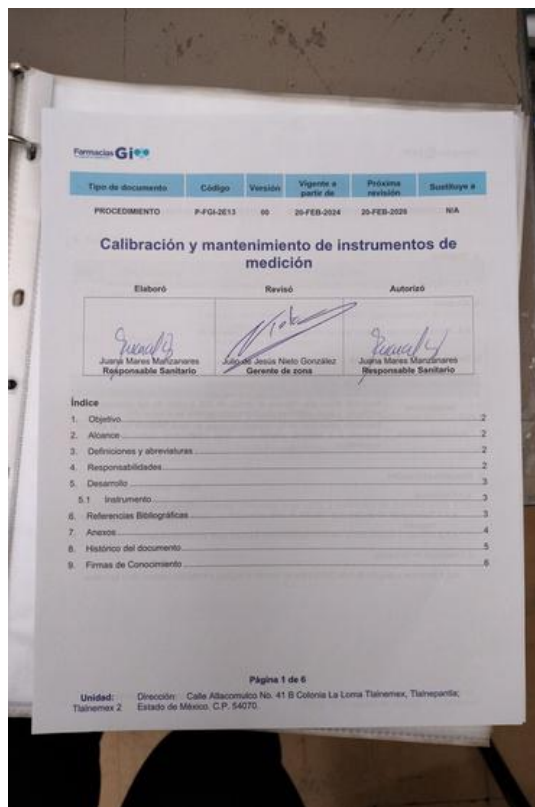 Farmacias Gi
Tipo de documento Código Versión Vigente a partir de Próxima revisión Sustituye a
PROCEDIMIENTO P-FGI-2E13 00 20-FEB-2024 20-FEB-2026 N/A
Calibración y mantenimiento de instrumentos de
medición
Elaboró Revisó Autorizó
Juana Mares Manzanares Julio de Jesús Nieto González Juana Mares Manzanares
Responsable Sanitario Gerente de zona Responsable Sanitario
Índice
1. Objetivo 2
2. Alcance 2
3. Definiciones y abreviaturas 2
4. Responsabilidades 2
5. Desarrollo 3
5.1 Instrumento 3
6. Referencias Bibliográficas 3
7. Anexos 4
8. Histórico del documento 5
9. Firmas de Conocimiento 6
Página 1 de 6
Unidad: Dirección: Calle Atlacomulco No. 41 B Colonia La Loma Tlalnemex, Tlalnepantla;
Tlalnemex 2 Estado de México, C.P. 54070.